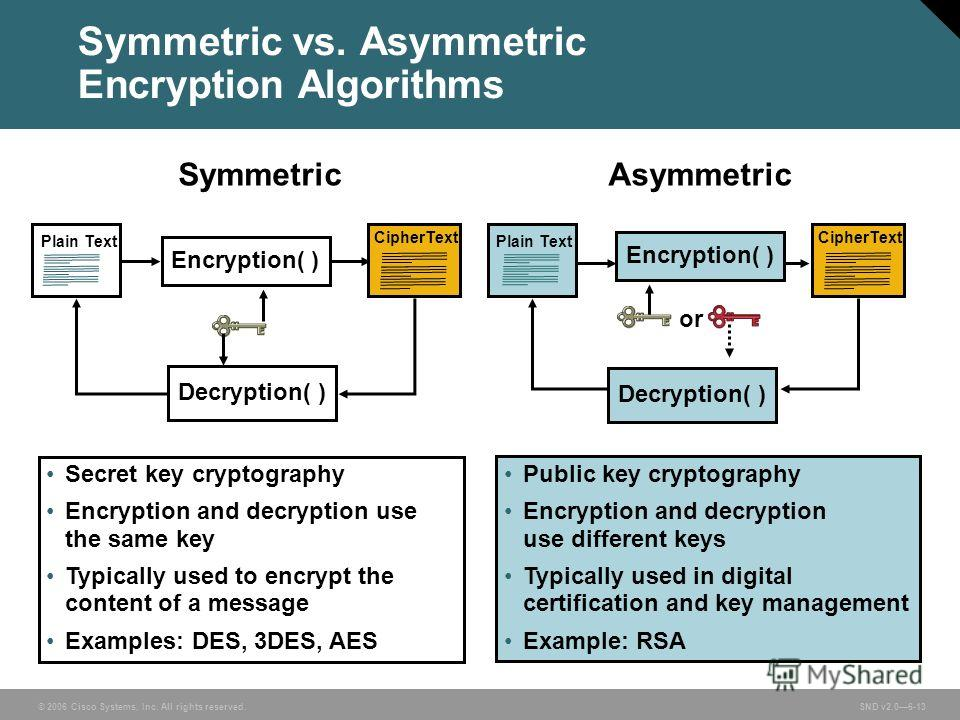 Symmetric vs. Asymmetric
Encryption Algorithms
Symmetric
Plain Text
Encryption( )
CipherText
Decryption( )
Asymmetric
Plain Text
Encryption( )
CipherText
or
Decryption( )
• Secret key cryptography
• Encryption and decryption use
the same key
• Typically used to encrypt the
content of a message
• Examples: DES, 3DES, AES
• Public key cryptography
• Encryption and decryption
use different keys
• Typically used in digital
certification and key management
• Example: RSA
MyShared
© 2006 Cisco Systems, Inc. All rights reserved.
SND v2.0—6-13